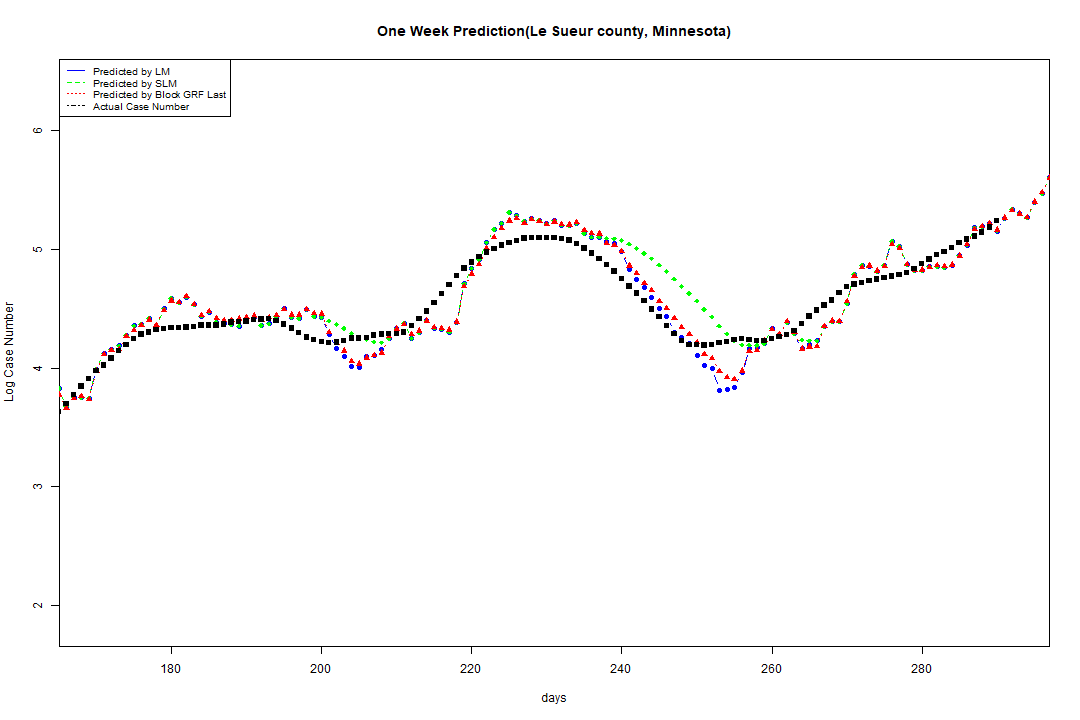 One Week Prediction(Le Sueur county, Minnesota)
Predicted by LM
Predicted by SLM
Predicted by Block GRF Last
Actual Case Number
6
5
4
3
2
Log Case Number
180 200 220 240 260 280
days